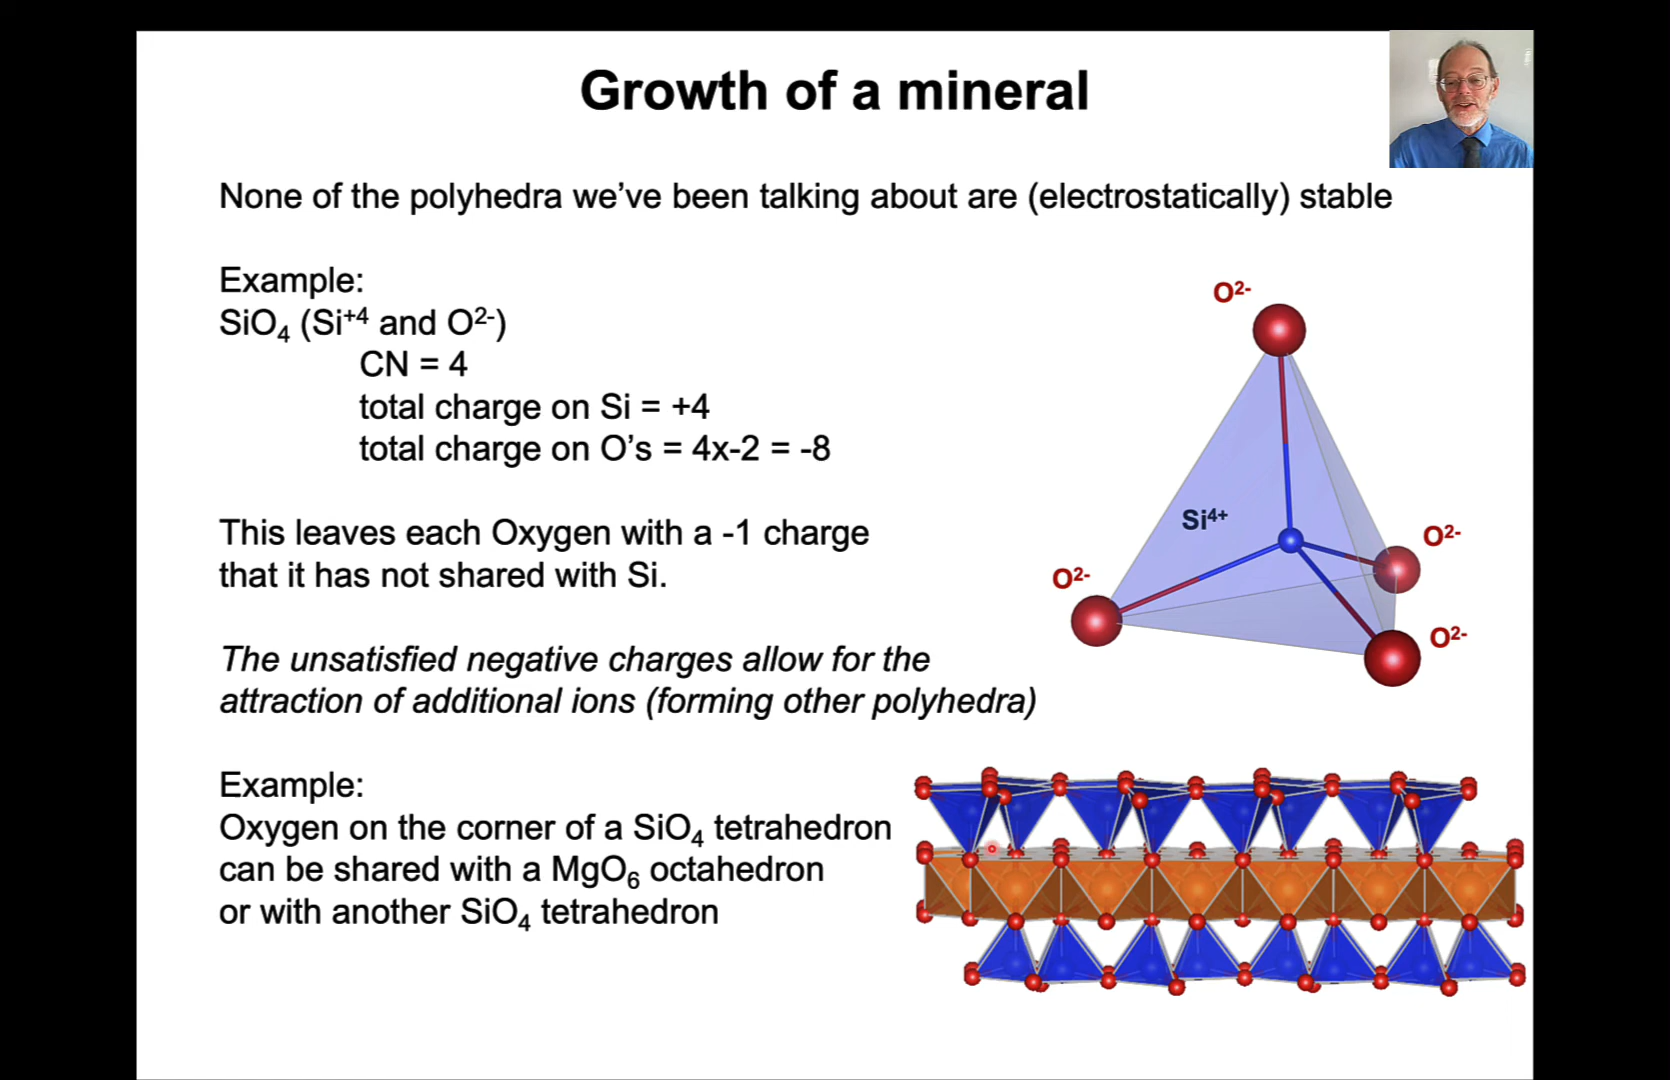 Growth of a mineral
None of the polyhedra we’ve been talking about are (electrostatically) stable
Example:
SiO₄ (Si⁺⁴ and O²⁻)
CN = 4
total charge on Si = +4
total charge on O’s = 4x-2 = -8
This leaves each Oxygen with a -1 charge
that it has not shared with Si.
The unsatisfied negative charges allow for the
attraction of additional ions (forming other polyhedra)
Example:
Oxygen on the corner of a SiO₄ tetrahedron
can be shared with a MgO₆ octahedron
or with another SiO₄ tetrahedron
O²⁻
Si⁴⁺
O²⁻
O²⁻
O²⁻